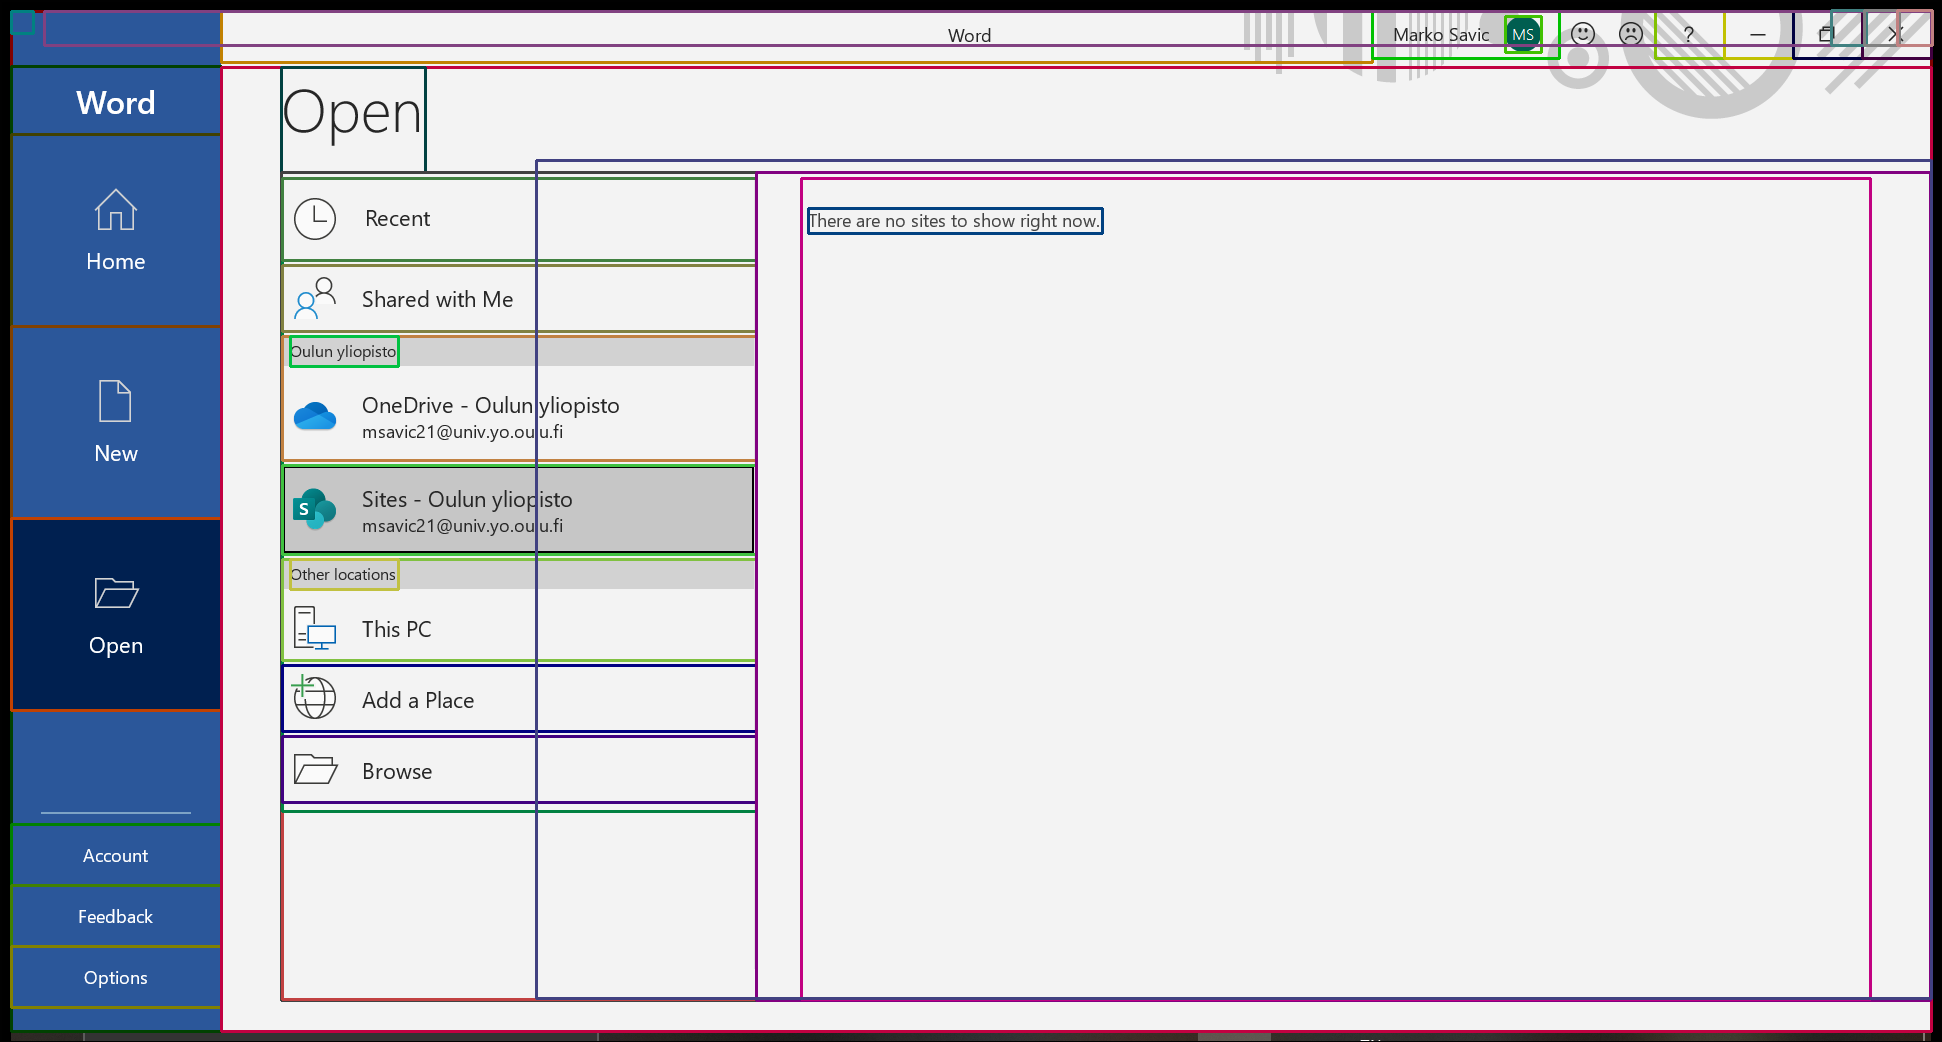 Word
Marko Savic
MS
?
Word
Open
Home
New
Open
Account
Feedback
Options
Recent
Shared with Me
Oulun yliopisto
OneDrive - Oulun yliopisto
msavic21@univ.yo.oulu.fi
S
Sites - Oulun yliopisto
msavic21@univ.yo.oulu.fi
Other locations
This PC
Add a Place
Browse
There are no sites to show right now.